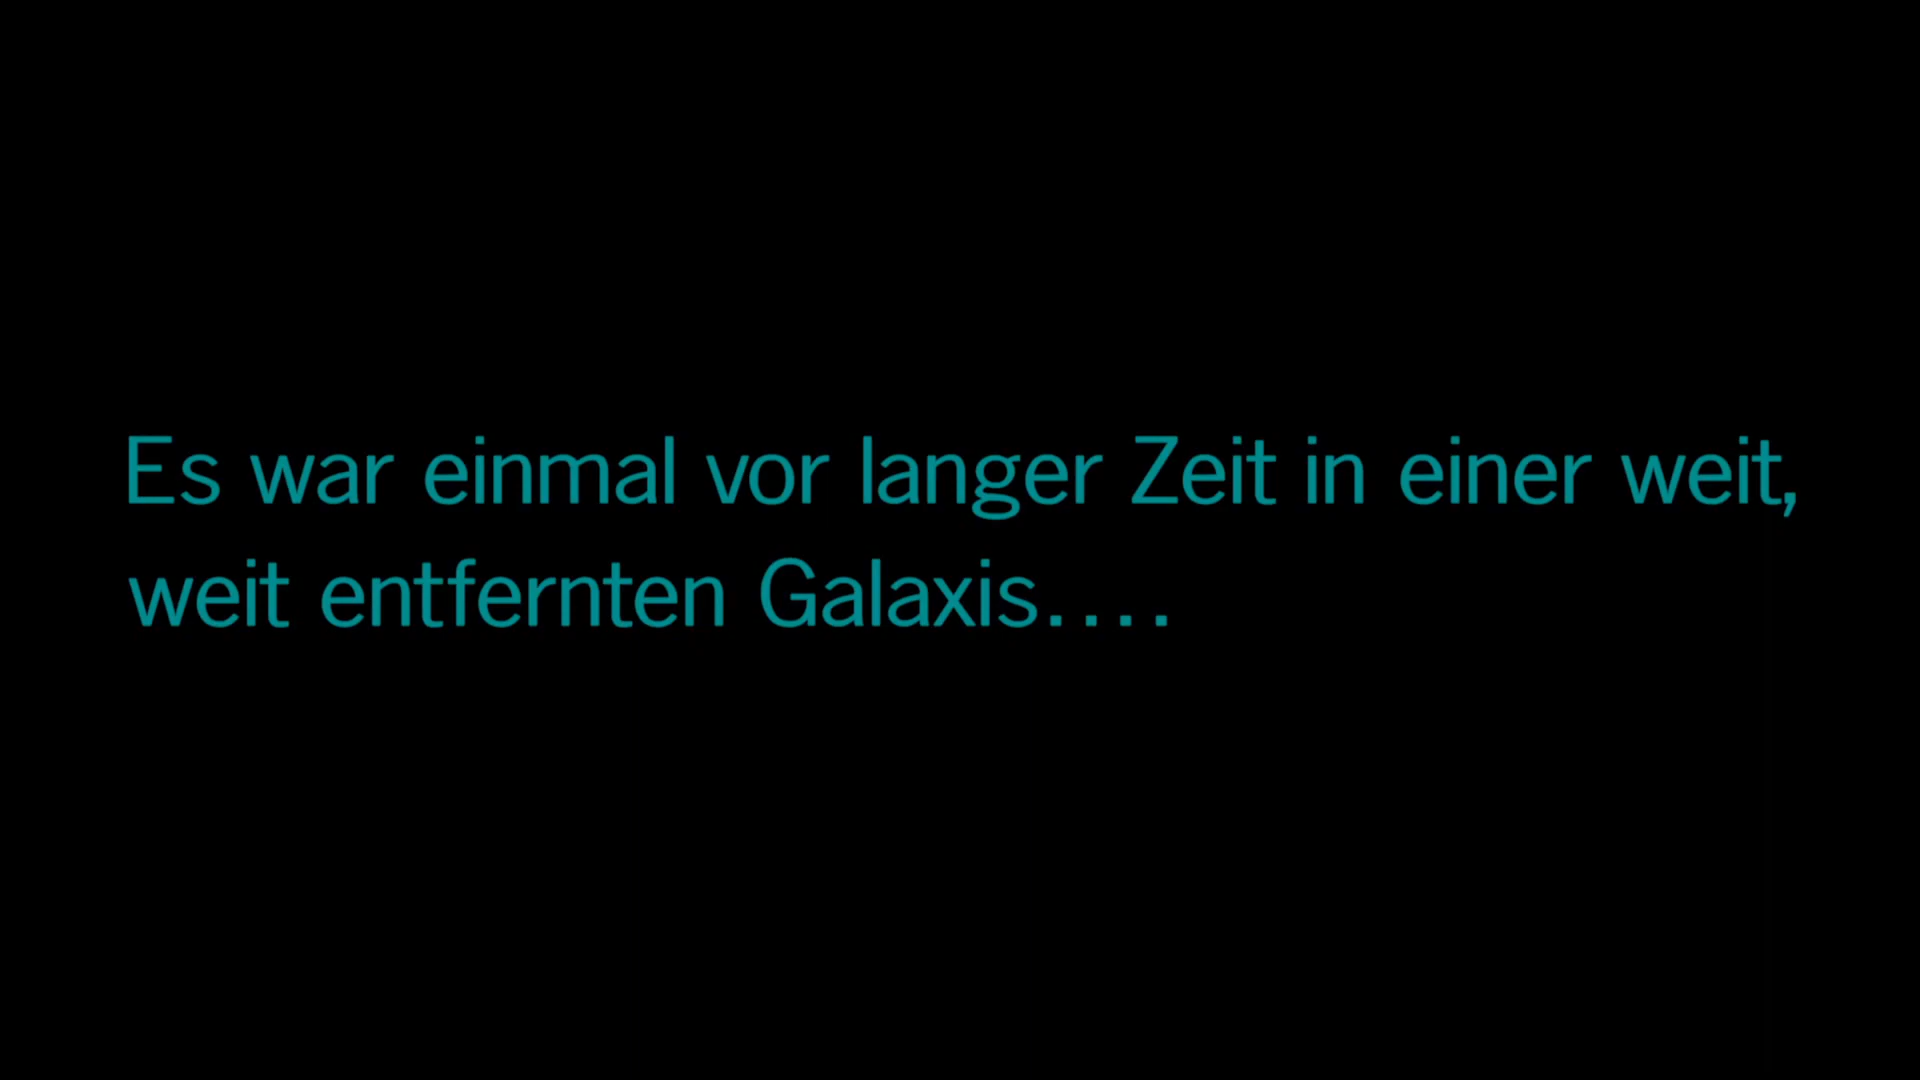 Es war einmal vor langer Zeit in einer weit,
weit entfernten Galaxis....